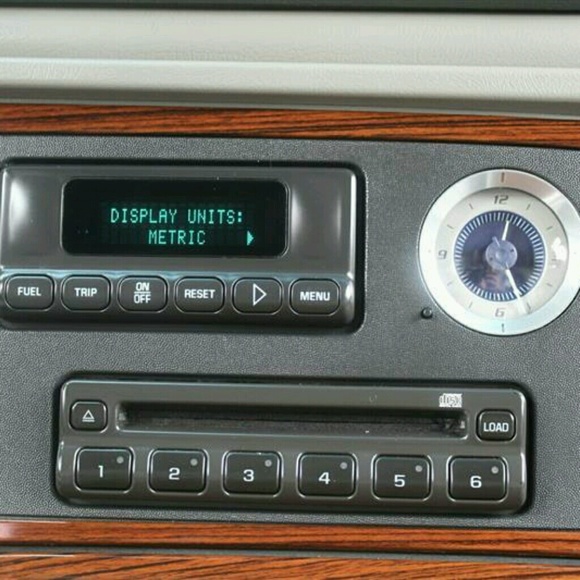 DISPLAY UNITS:
METRIC
FUEL
TRIP
ON
OFF
RESET
MENU
12
9
6
LOAD
1
2
3
4
5
6